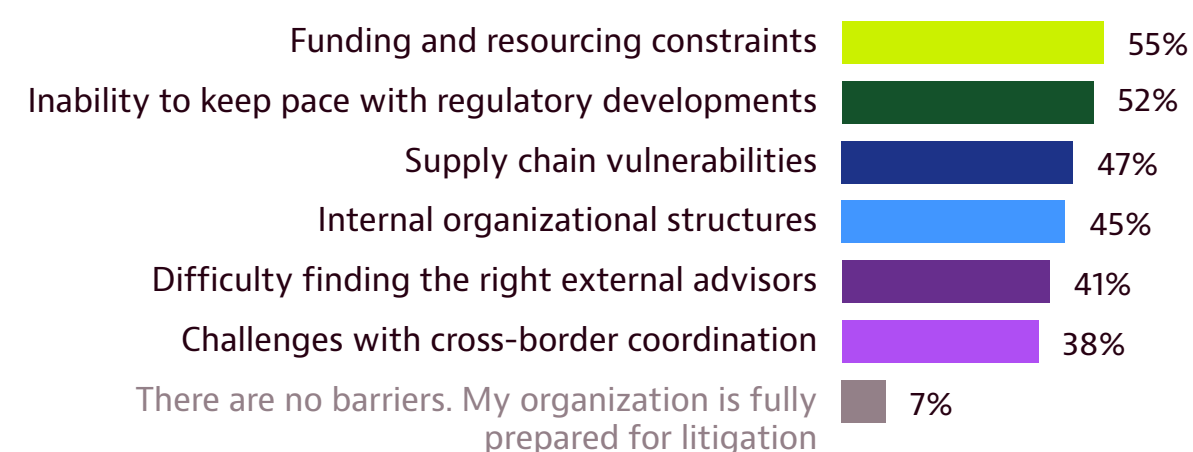 Funding and resourcing constraints 55%
Inability to keep pace with regulatory developments 52%
Supply chain vulnerabilities 47%
Internal organizational structures 45%
Difficulty finding the right external advisors 41%
Challenges with cross-border coordination 38%
There are no barriers. My organization is fully 7%
prepared for litigation